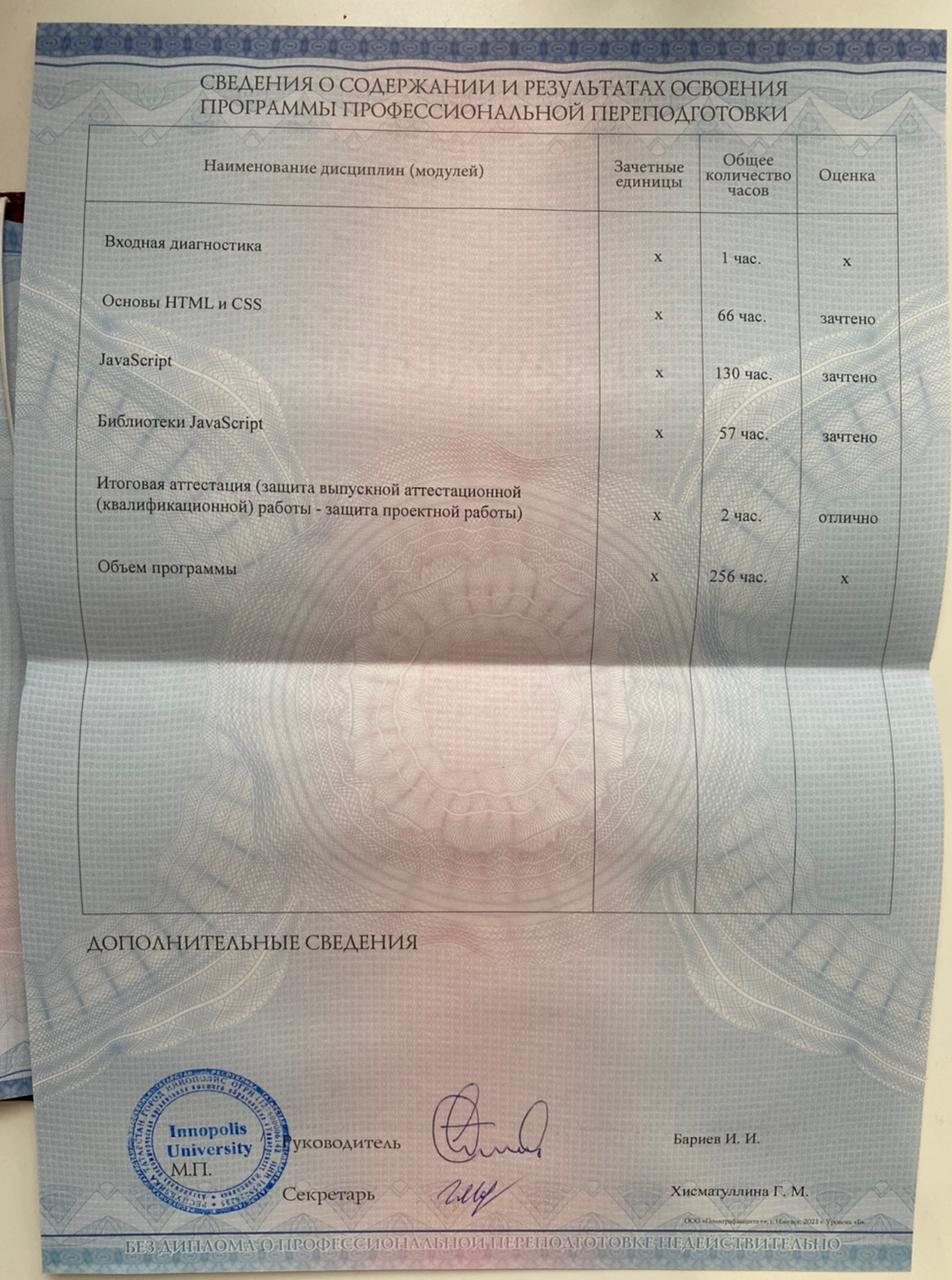 СВЕДЕНИЯ О СОДЕРЖАНИИ И РЕЗУЛЬТАТАХ ОСВОЕНИЯ
ПРОГРАММЫ ПРОФЕССИОНАЛЬНОЙ ПЕРЕПОДГОТОВКИ
Наименование дисциплин (модулей)
Зачетные
единицы
Общее
количество
часов
Оценка
Входная диагностика х 1 час. х
Основы HTML и CSS х 66 час. зачтено
JavaScript х 130 час. зачтено
Библиотеки JavaScript х 57 час. зачтено
Итоговая аттестация (защита выпускной аттестационной
(квалификационной) работы - защита проектной работы) х 2 час. отлично
Объем программы х 256 час. х
ДОПОЛНИТЕЛЬНЫЕ СВЕДЕНИЯ
Innopolis
University
М.П.
Руководитель Бариев И. И.
Секретарь Хисматуллина Г. М.
БЕЗ ДИПЛОМА О ПРОФЕССИОНАЛЬНОЙ ПЕРЕПОДГОТОВКЕ НЕДЕЙСТВИТЕЛЬНО